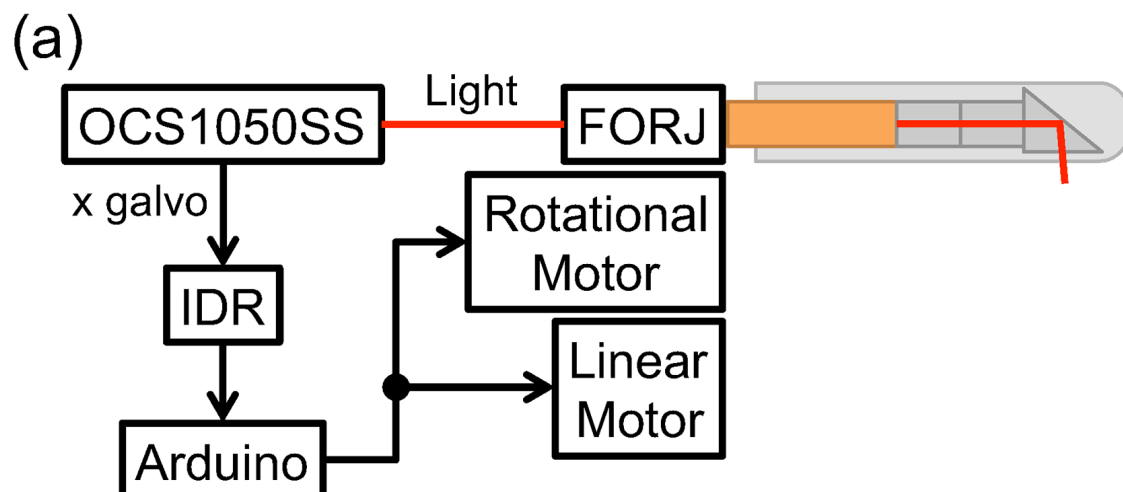 (a)
OCS1050SS
Light
FORJ
x galvo
Rotational
Motor
IDR
Linear
Motor
Arduino